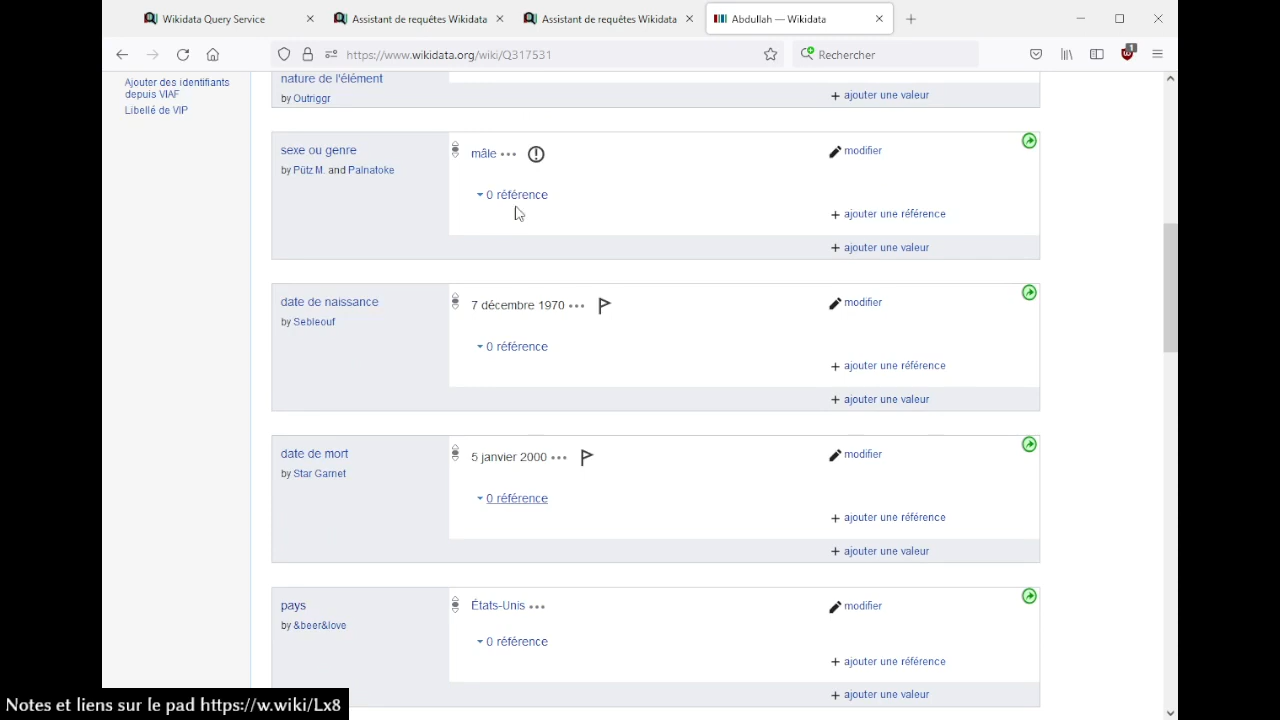 Wikidata Query Service
Assistant de requêtes Wikidata
Assistant de requêtes Wikidata
Abdullah — Wikidata
https://www.wikidata.org/wiki/Q317531
Rechercher
1
Ajouter des identifiants
depuis VIAF
Libellé de VIP
nature de l'élément
by Outriggr
+ ajouter une valeur
sexe ou genre
by Pütz M. and Palnatoke
mâle
modifier
0 référence
+ ajouter une référence
+ ajouter une valeur
date de naissance
by Sebleouf
7 décembre 1970
modifier
0 référence
+ ajouter une référence
+ ajouter une valeur
date de mort
by Star Garnet
5 janvier 2000
modifier
0 référence
+ ajouter une référence
+ ajouter une valeur
pays
by &beer&love
États-Unis
modifier
0 référence
+ ajouter une référence
+ ajouter une valeur
Notes et liens sur le pad https://w.wiki/Lx8